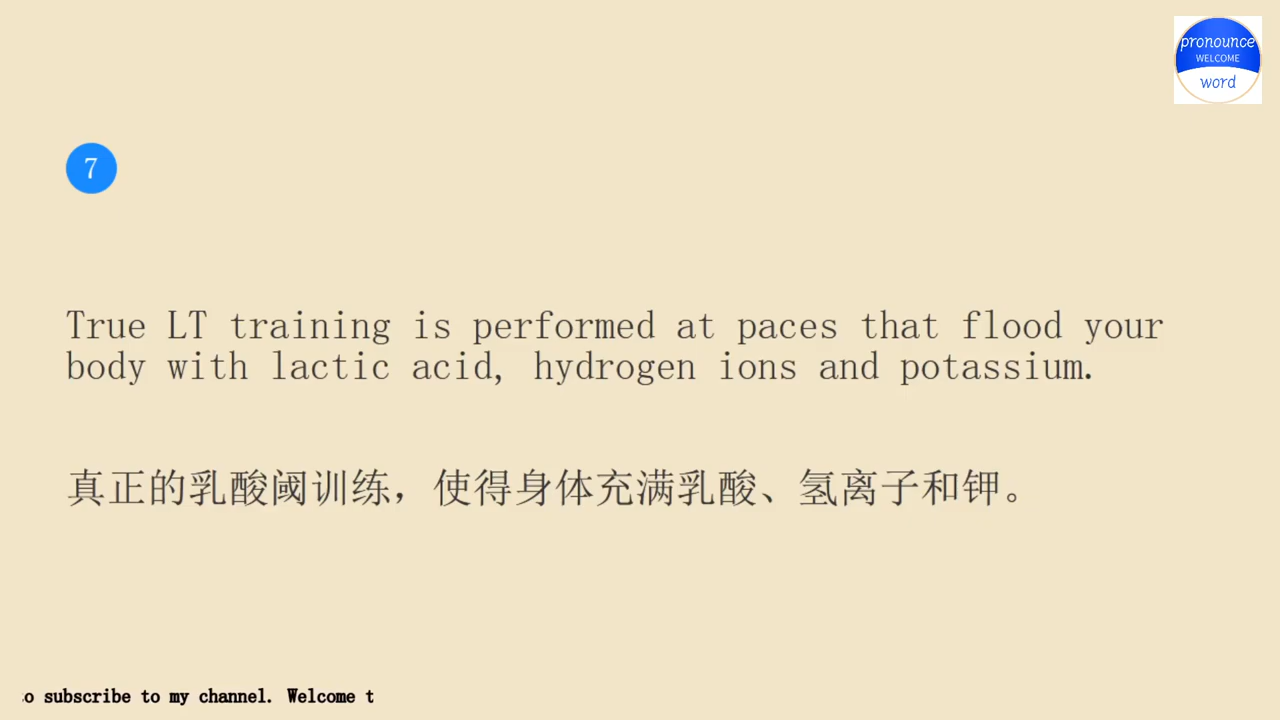 pronounce
WELCOME
word
7
True LT training is performed at paces that flood your
body with lactic acid, hydrogen ions and potassium.
真正的乳酸阈训练，使得身体充满乳酸、氢离子和钾。
o subscribe to my channel. Welcome t